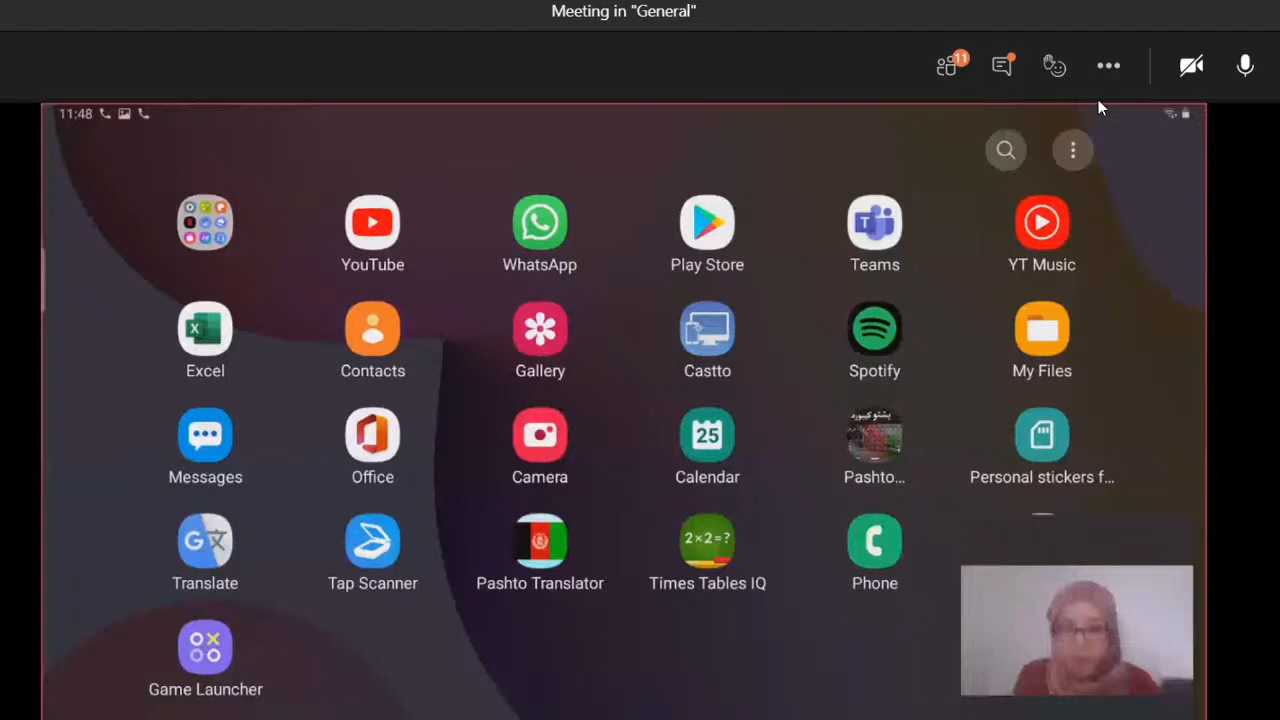 Meeting in "General"
11
11:48
YouTube
WhatsApp
Play Store
Teams
YT Music
Excel
Contacts
Gallery
Castto
Spotify
My Files
25
پشتو کیبورد
Messages
Office
Camera
Calendar
Pashto...
Personal stickers f...
2×2=?
Translate
Tap Scanner
Pashto Translator
Times Tables IQ
Phone
Game Launcher